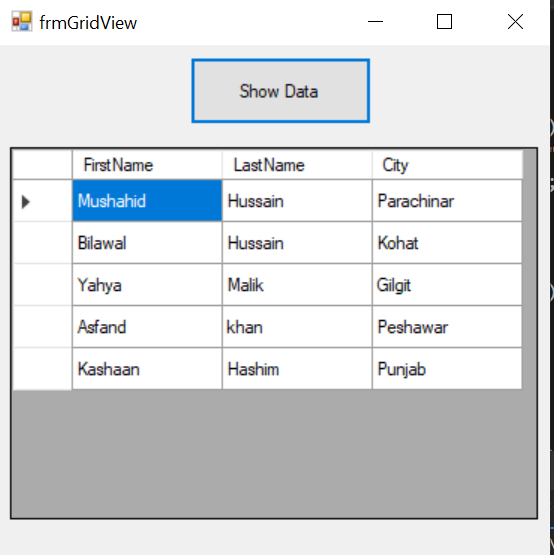 frmGridView
Show Data
FirstName LastName City
Mushahid Hussain Parachinar
Bilawal Hussain Kohat
Yahya Malik Gilgit
Asfand khan Peshawar
Kashaan Hashim Punjab